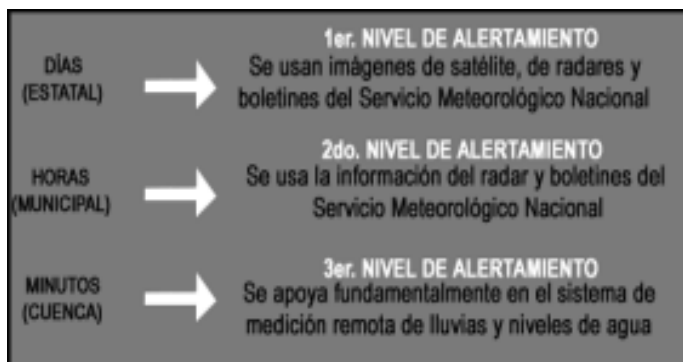 1er. NIVEL DE ALERTAMIENTO
DÍAS
(ESTATAL)
Se usan imágenes de satélite, de radares y
boletines del Servicio Meteorológico Nacional
2do. NIVEL DE ALERTAMIENTO
HORAS
(MUNICIPAL)
Se usa la información del radar y boletines del
Servicio Meteorológico Nacional
3er. NIVEL DE ALERTAMIENTO
MINUTOS
(CUENCA)
Se apoya fundamentalmente en el sistema de
medición remota de lluvias y niveles de agua